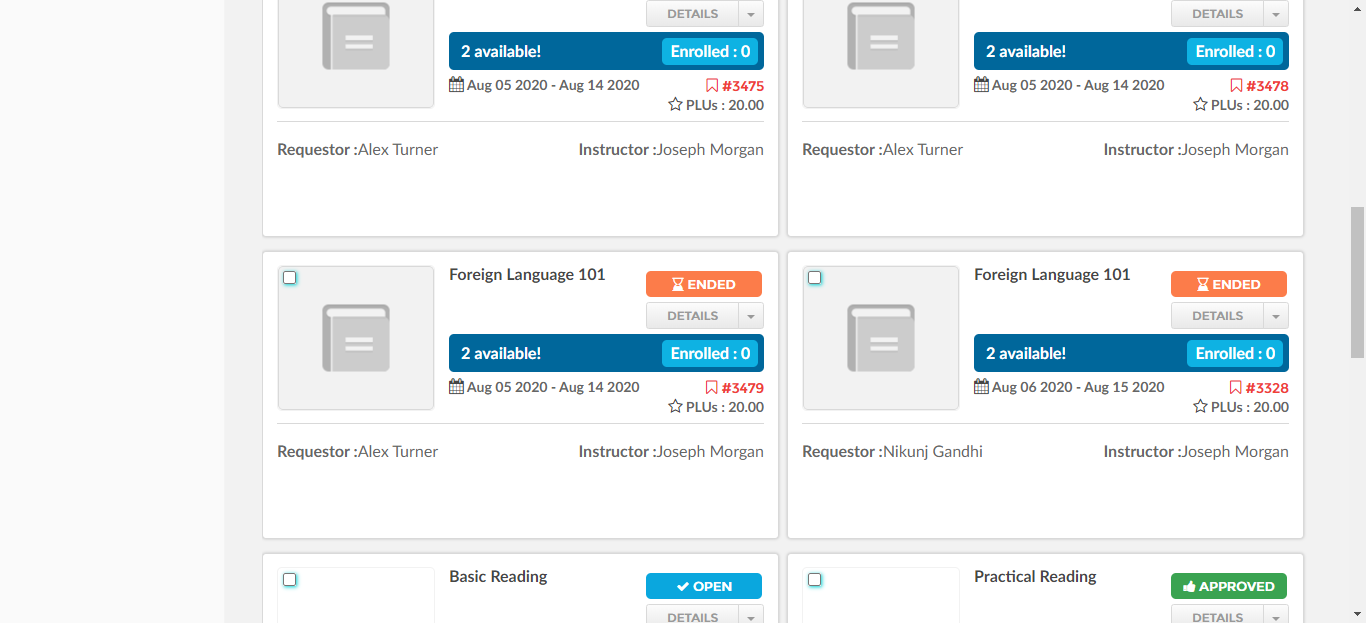 DETAILS
2 available! Enrolled : 0
Aug 05 2020 - Aug 14 2020 #3475
PLUs : 20.00
Requestor :Alex Turner Instructor :Joseph Morgan
DETAILS
2 available! Enrolled : 0
Aug 05 2020 - Aug 14 2020 #3478
PLUs : 20.00
Requestor :Alex Turner Instructor :Joseph Morgan
Foreign Language 101 ENDED
DETAILS
2 available! Enrolled : 0
Aug 05 2020 - Aug 14 2020 #3479
PLUs : 20.00
Requestor :Alex Turner Instructor :Joseph Morgan
Foreign Language 101 ENDED
DETAILS
2 available! Enrolled : 0
Aug 06 2020 - Aug 15 2020 #3328
PLUs : 20.00
Requestor :Nikunj Gandhi Instructor :Joseph Morgan
Basic Reading OPEN
DETAILS
Practical Reading APPROVED
DETAILS